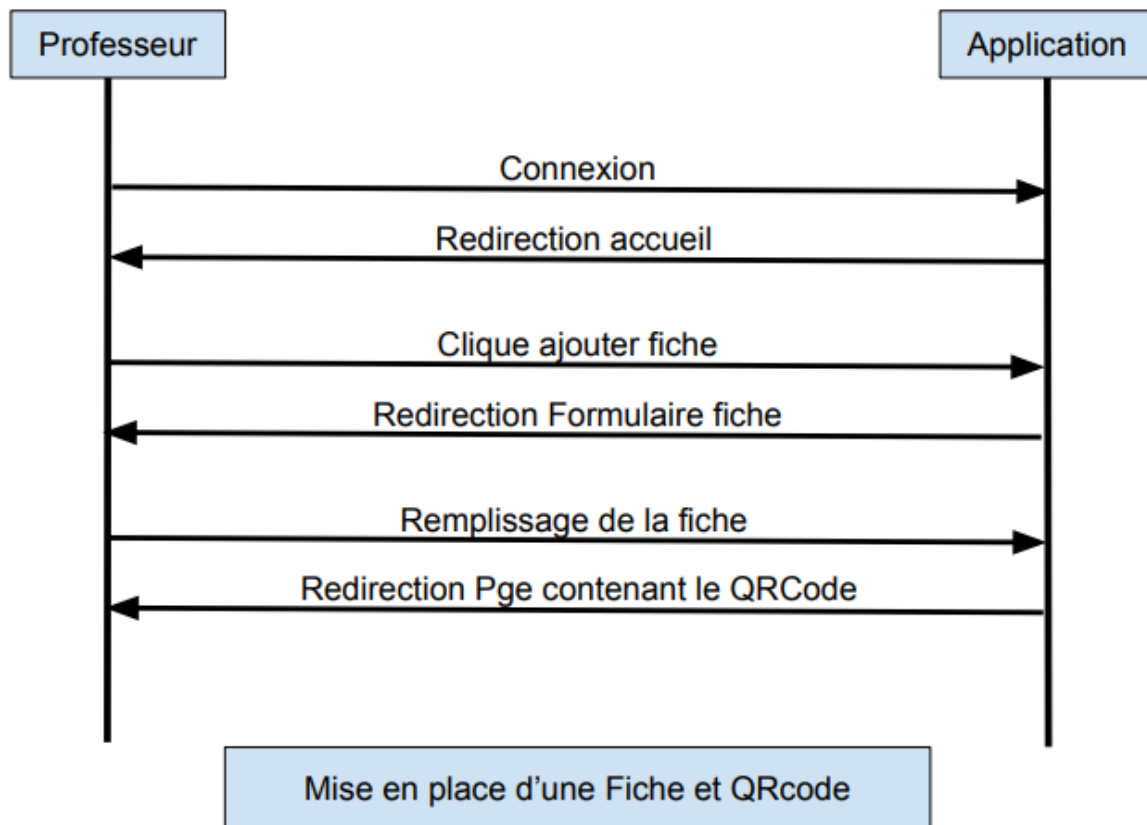 Professeur
Application
Connexion
Redirection accueil
Clique ajouter fiche
Redirection Formulaire fiche
Remplissage de la fiche
Redirection Pge contenant le QRCode
Mise en place d’une Fiche et QRcode